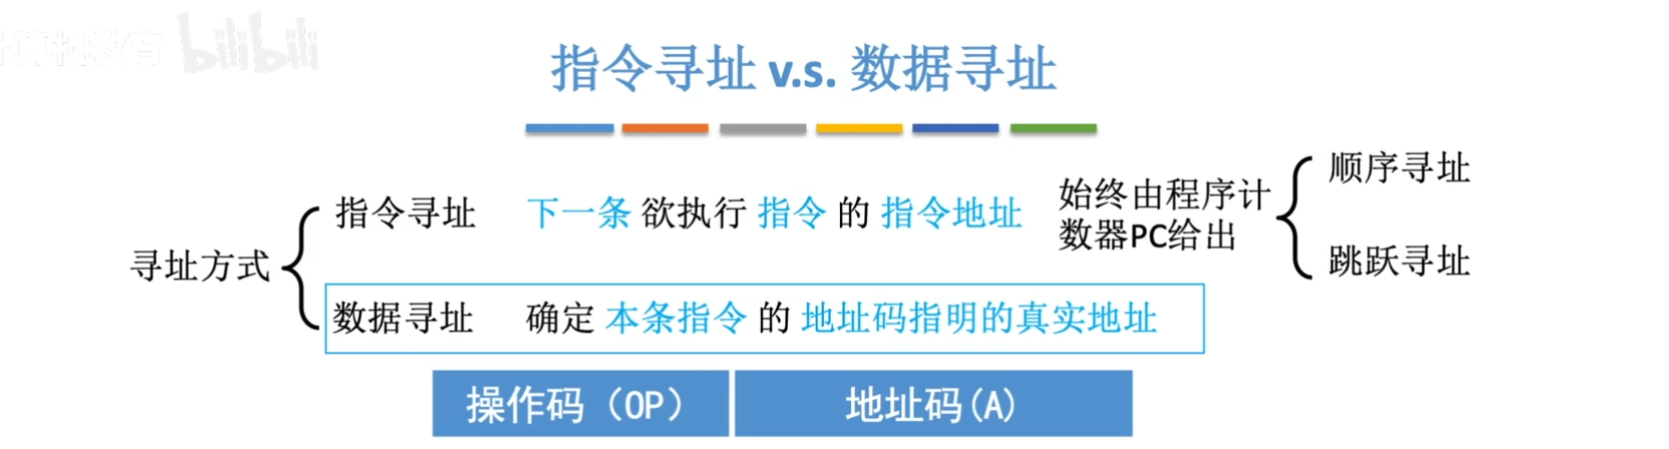 计算机教育 bilibili
指令寻址 v.s. 数据寻址
寻址方式
指令寻址 下一条 欲执行 指令 的 指令地址
始终由程序计
数器PC给出
顺序寻址
跳跃寻址
数据寻址 确定 本条指令 的 地址码指明的真实地址
操作码（OP） 地址码(A)